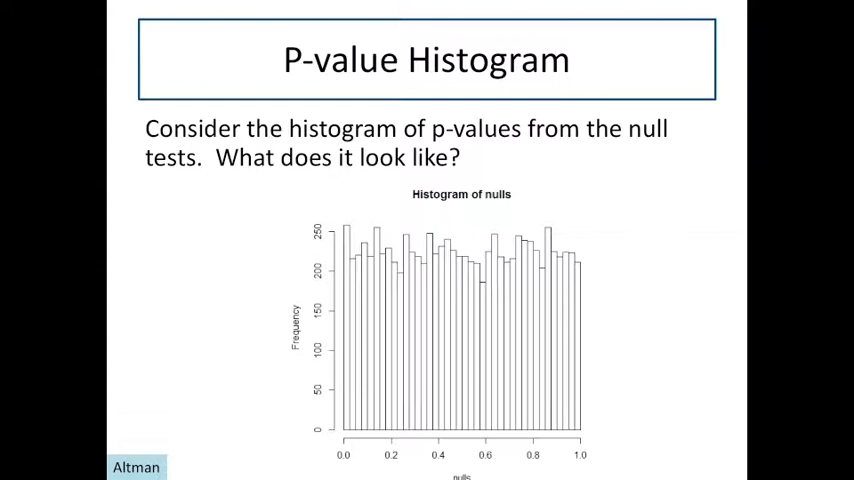 P-value Histogram
Consider the histogram of p-values from the null
tests. What does it look like?
Histogram of nulls
Frequency
250
200
150
100
50
0
0.0 0.2 0.4 0.6 0.8 1.0
nulls
Altman